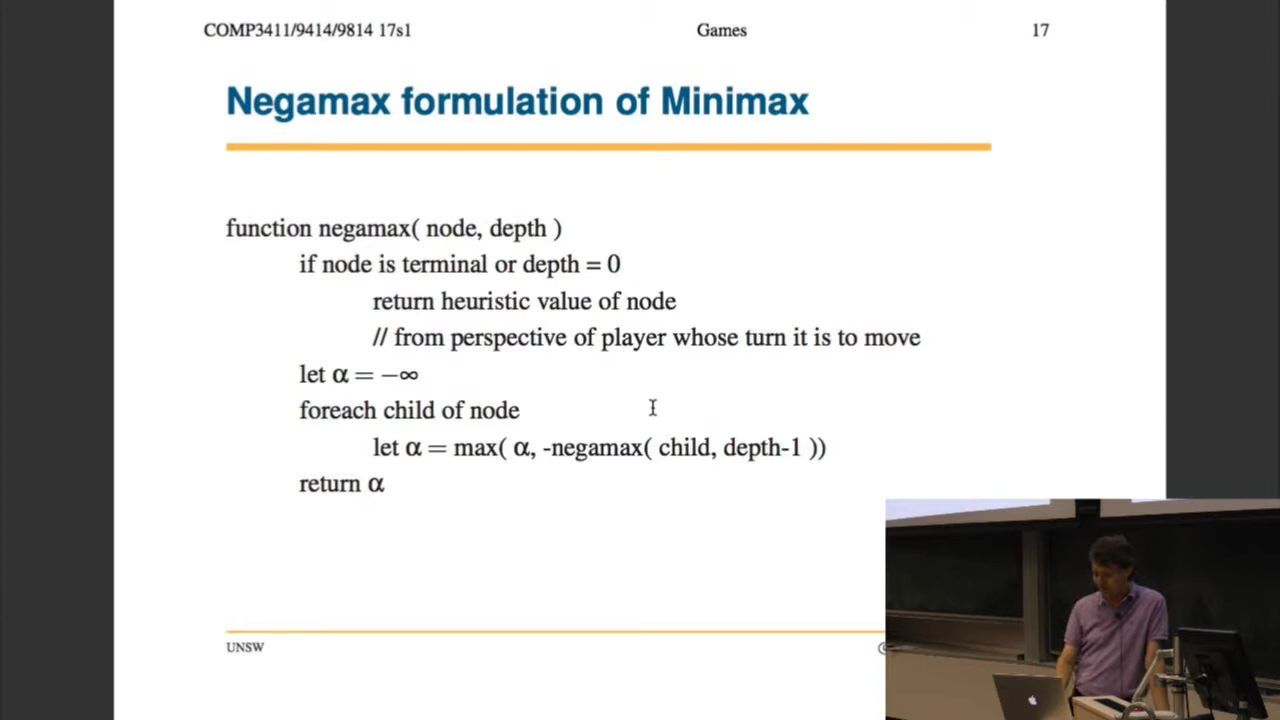 COMP3411/9414/9814 17s1 Games 17
Negamax formulation of Minimax
function negamax( node, depth )
if node is terminal or depth = 0
return heuristic value of node
// from perspective of player whose turn it is to move
let α = −∞
foreach child of node
let α = max( α, -negamax( child, depth-1 ))
return α
UNSW